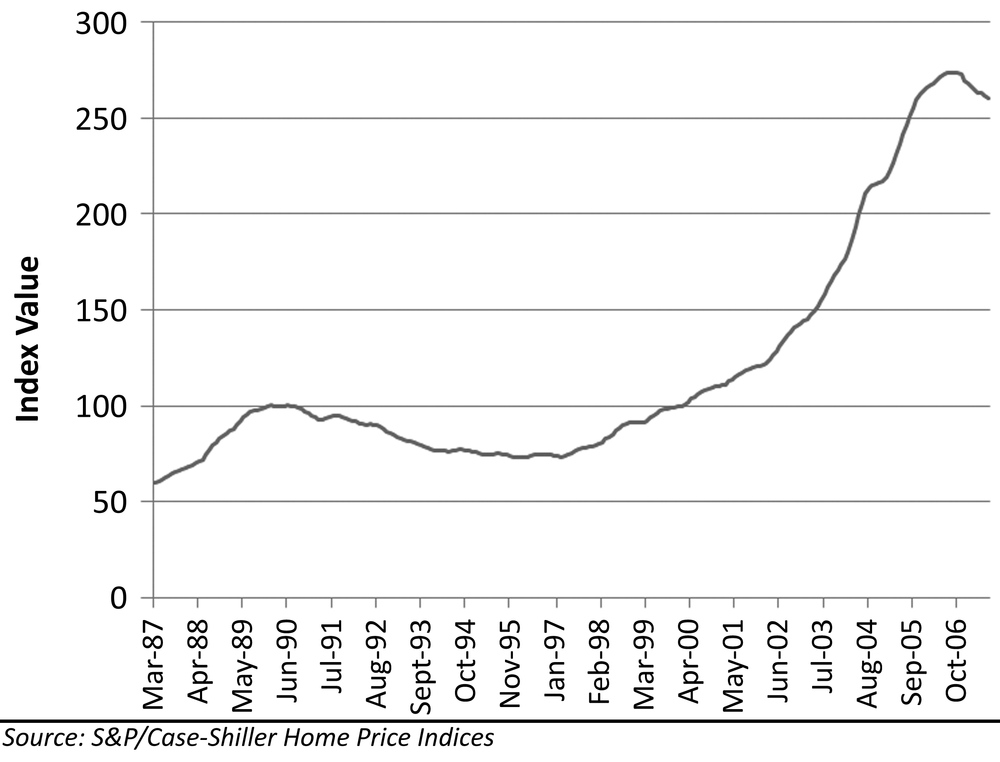 300
250
200
150
100
50
0
Index Value
Mar-87
Apr-88
May-89
Jun-90
Jul-91
Aug-92
Sept-93
Oct-94
Nov-95
Jan-97
Feb-98
Mar-99
Apr-00
May-01
Jun-02
Jul-03
Aug-04
Sep-05
Oct-06
Source: S&P/Case-Shiller Home Price Indices